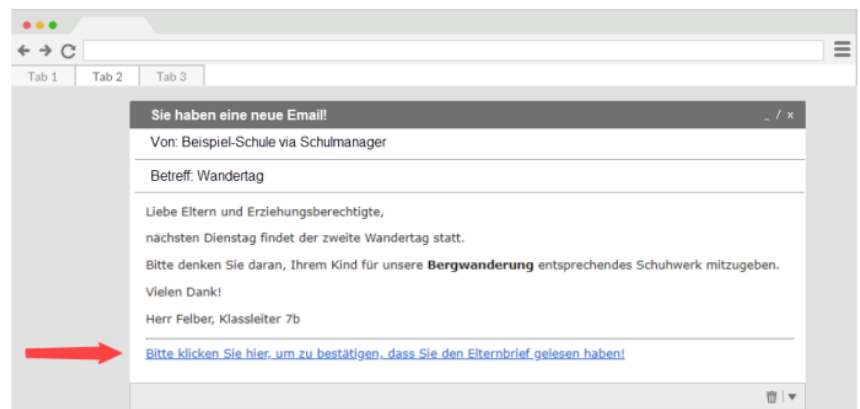 Tab 1 Tab 2 Tab 3
Sie haben eine neue Email! _ / x
Von: Beispiel-Schule via Schulmanager
Betreff: Wandertag
Liebe Eltern und Erziehungsberechtigte,
nächsten Dienstag findet der zweite Wandertag statt.
Bitte denken Sie daran, Ihrem Kind für unsere Bergwanderung entsprechendes Schuhwerk mitzugeben.
Vielen Dank!
Herr Felber, Klassleiter 7b
Bitte klicken Sie hier, um zu bestätigen, dass Sie den Elternbrief gelesen haben!